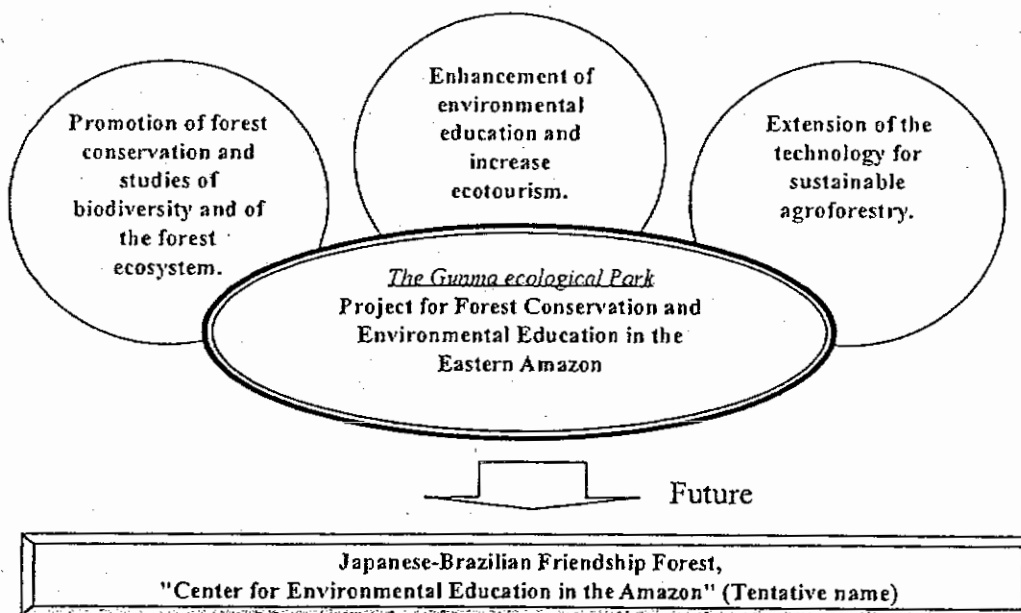 Promotion of forest
conservation and
studies of
biodiversity and of
the forest
ecosystem.
Enhancement of
environmental
education and
increase
ecotourism.
Extension of the
technology for
sustainable
agroforestry.
The Gunma ecological Park
Project for Forest Conservation and
Environmental Education in the
Eastern Amazon
Future
Japanese-Brazilian Friendship Forest,
"Center for Environmental Education in the Amazon" (Tentative name)